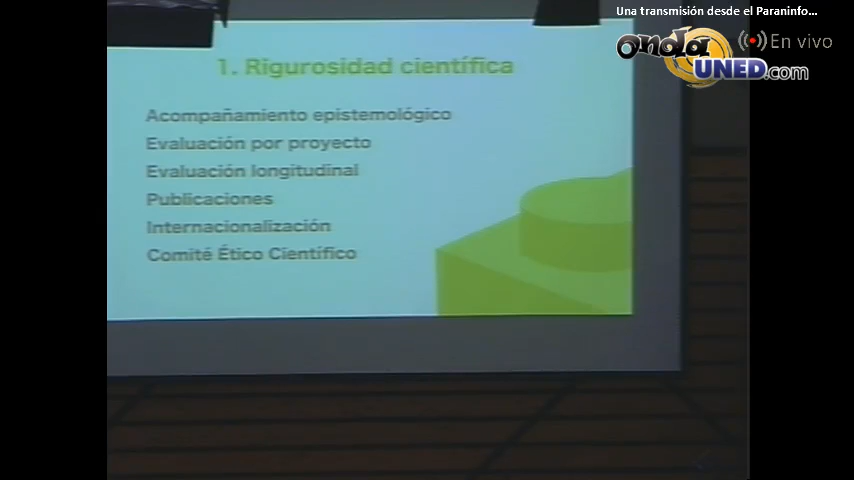 Una transmisión desde el Paraninfo...
onda
UNED.com
En vivo
1. Rigurosidad científica
Acompañamiento epistemológico
Evaluación por proyecto
Evaluación longitudinal
Publicaciones
Internacionalización
Comité Ético Científico